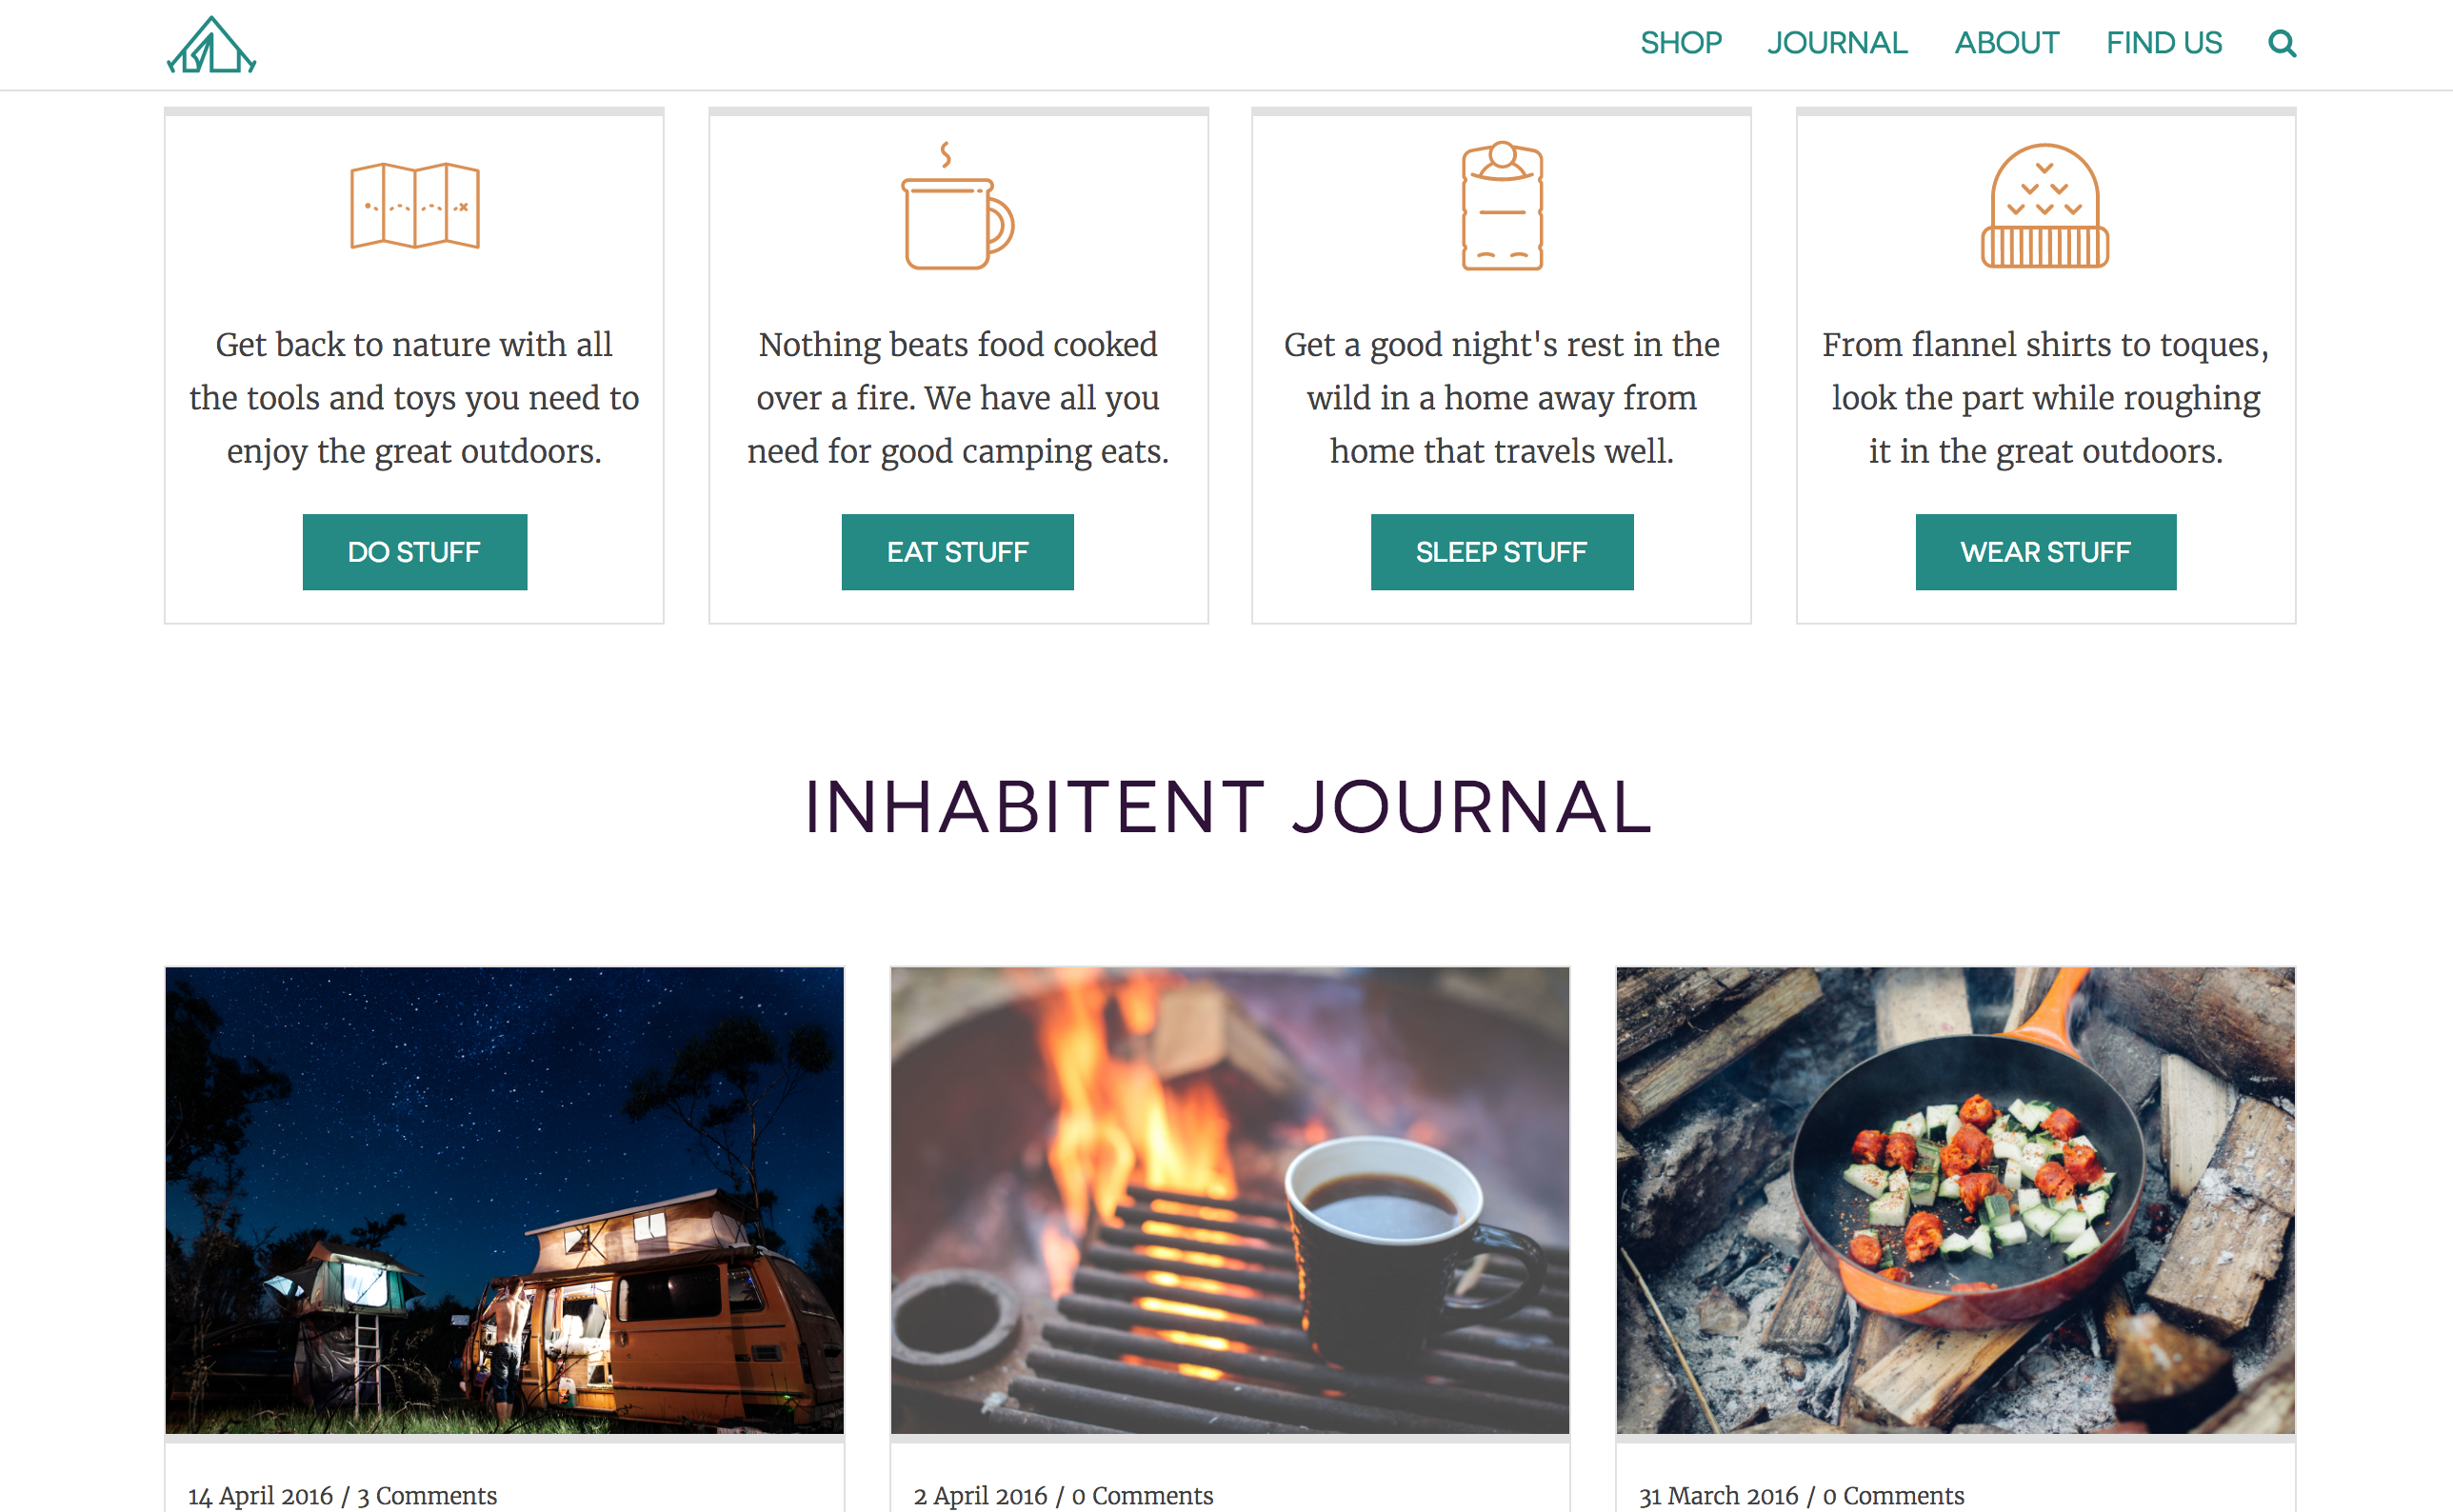 SHOP JOURNAL ABOUT FIND US
Get back to nature with all
the tools and toys you need to
enjoy the great outdoors.
DO STUFF
Nothing beats food cooked
over a fire. We have all you
need for good camping eats.
EAT STUFF
Get a good night's rest in the
wild in a home away from
home that travels well.
SLEEP STUFF
From flannel shirts to toques,
look the part while roughing
it in the great outdoors.
WEAR STUFF
INHABITENT JOURNAL
14 April 2016 / 3 Comments
2 April 2016 / 0 Comments
31 March 2016 / 0 Comments